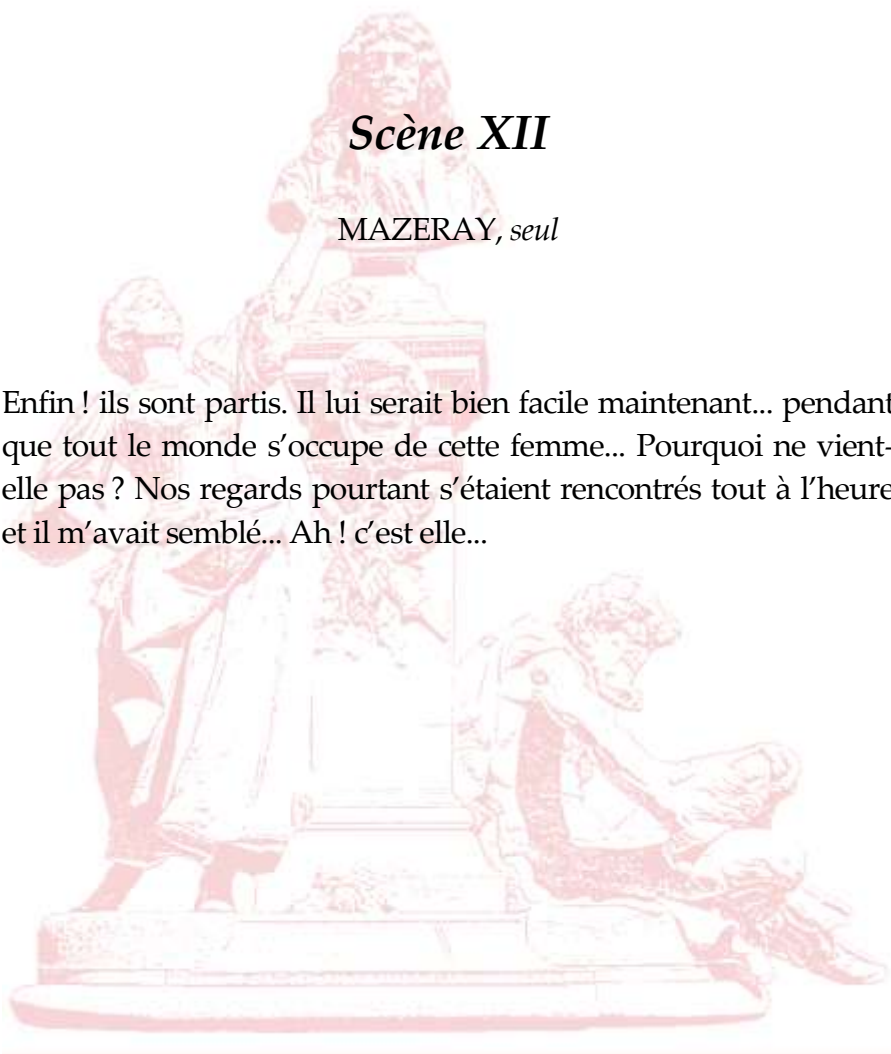 Scène XII
MAZERAY, seul
Enfin ! ils sont partis. Il lui serait bien facile maintenant... pendant
que tout le monde s’occupe de cette femme... Pourquoi ne vient-
elle pas ? Nos regards pourtant s’étaient rencontrés tout à l’heure
et il m’avait semblé... Ah ! c’est elle...